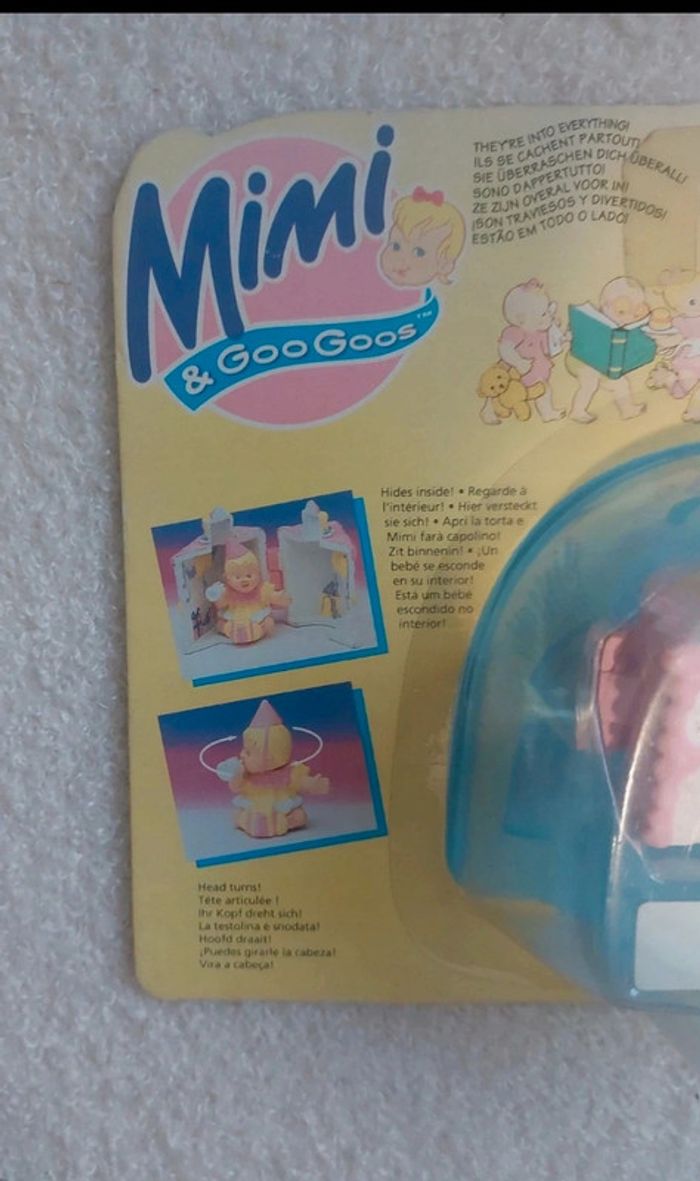 Mimi
& GOO GOOS™
THEY'RE INTO EVERYTHING!
ILS SE CACHENT PARTOUT!
SIE ÜBERRASCHEN DICH ÜBERALL!
SONO DAPPERTUTTO!
ZE ZIJN OVERAL VOOR IN!
¡SON TRAVIESOS Y DIVERTIDOS!
ESTÃO EM TODO O LADO!
Hides inside! • Regarde à
l'intérieur! • Hier versteckt
sie sich! • Apri la torta e
Mimi farà capolino!
Zit binnenin! • ¡Un
bebé se esconde
en su interior!
Está um bebé
escondido no
interior!
Head turns!
Tête articulée !
Ihr Kopf dreht sich!
La testolina è snodata!
Hoofd draait!
¡Puedes girarle la cabeza!
Vira a cabeça!